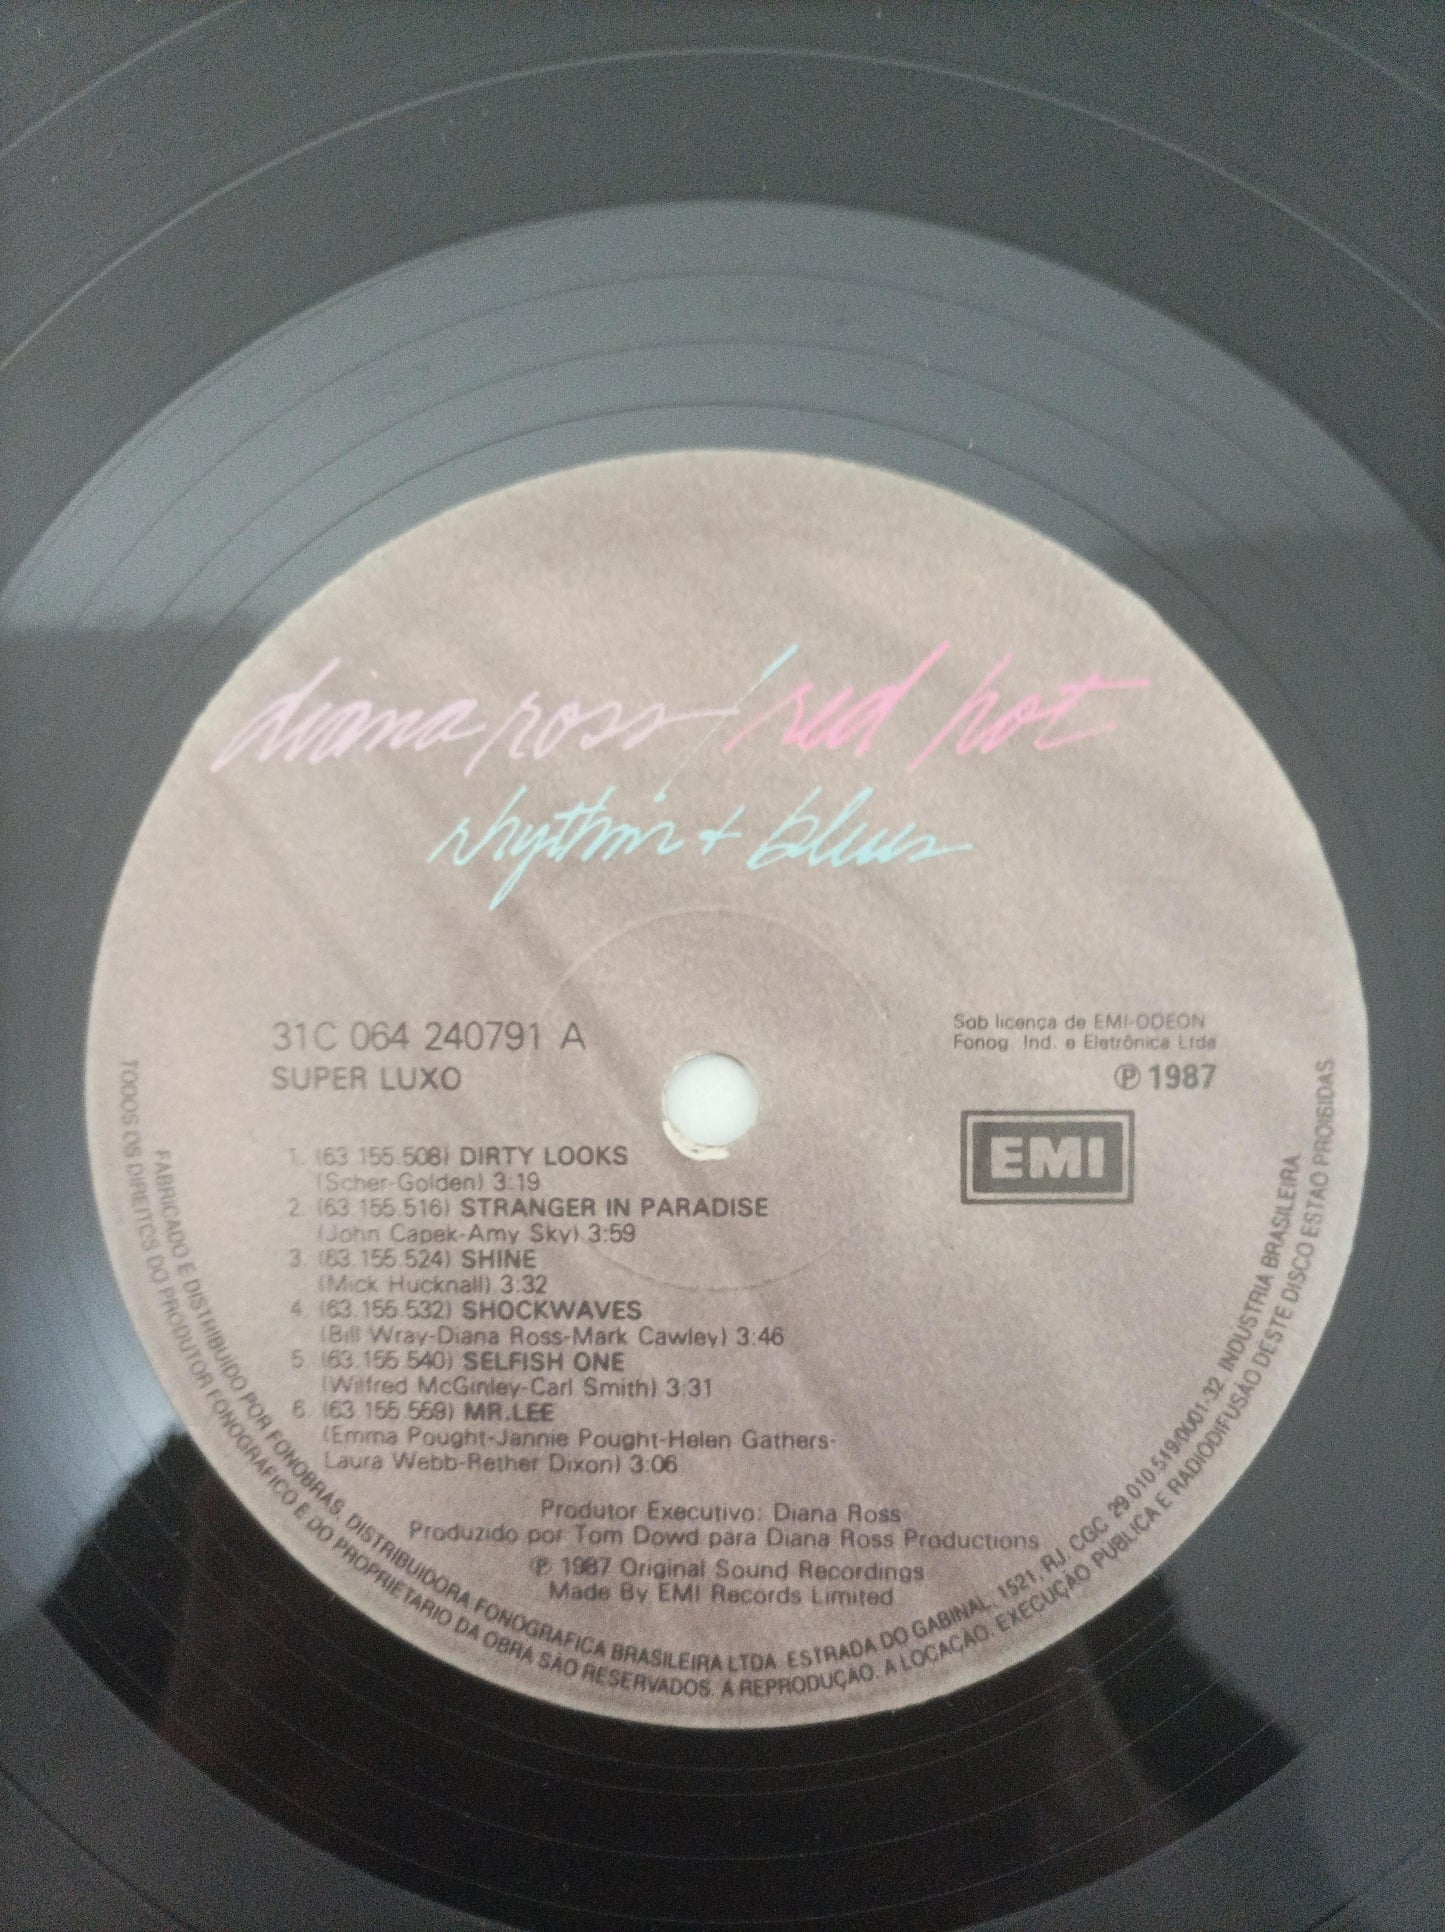 diana ross / red hot
rhythm + blues
31C 064 240791 A
SUPER LUXO
Sob licença de EMI-ODEON
Fonog. Ind. e Eletrônica Ltda
℗ 1987
EMI
1. (63 155.508) DIRTY LOOKS
(Scher-Golden) 3:19
2. (63 155.516) STRANGER IN PARADISE
(John Capek-Amy Sky) 3:59
3. (63 155.524) SHINE
(Mick Hucknall) 3:32
4. (63.155.532) SHOCKWAVES
(Bill Wray-Diana Ross-Mark Cawley) 3:46
5. (63.155.540) SELFISH ONE
(Wilfred McGinley-Carl Smith) 3:31
6. (63 155.559) MR.LEE
(Emma Pought-Jannie Pought-Helen Gathers-
Laura Webb-Rether Dixon) 3:06
Produtor Executivo: Diana Ross
Produzido por Tom Dowd para Diana Ross Productions
℗ 1987 Original Sound Recordings
Made By EMI Records Limited
FABRICADO E DISTRIBUIDO POR FONOBRAS, DISTRIBUIDORA FONOGRAFICA BRASILEIRA LTDA. ESTRADA DO GABINAL, 1521, RJ. CGC 29.010.519/0001-32 INDUSTRIA BRASILEIRA.
TODOS OS DIREITOS DO PRODUTOR FONOGRAFICO E DO PROPRIETARIO DA OBRA SÃO RESERVADOS. A REPRODUÇÃO, A LOCAÇÃO, EXECUÇÃO PUBLICA E RADIODIFUSÃO DESTE DISCO ESTÃO PROIBIDAS